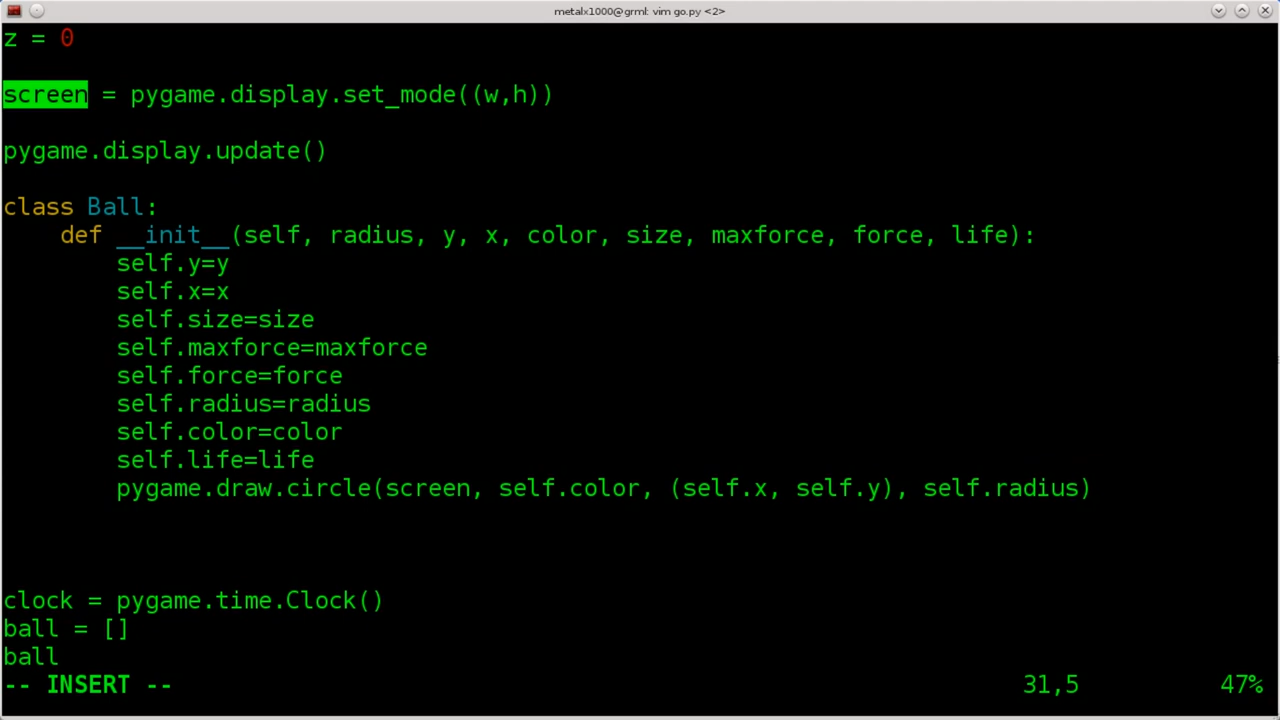 metalx1000@grml: vim go.py <2>
z = 0
screen = pygame.display.set_mode((w,h))
pygame.display.update()
class Ball:
    def __init__(self, radius, y, x, color, size, maxforce, force, life):
        self.y=y
        self.x=x
        self.size=size
        self.maxforce=maxforce
        self.force=force
        self.radius=radius
        self.color=color
        self.life=life
        pygame.draw.circle(screen, self.color, (self.x, self.y), self.radius)
clock = pygame.time.Clock()
ball = []
ball
-- INSERT -- 31,5 47%